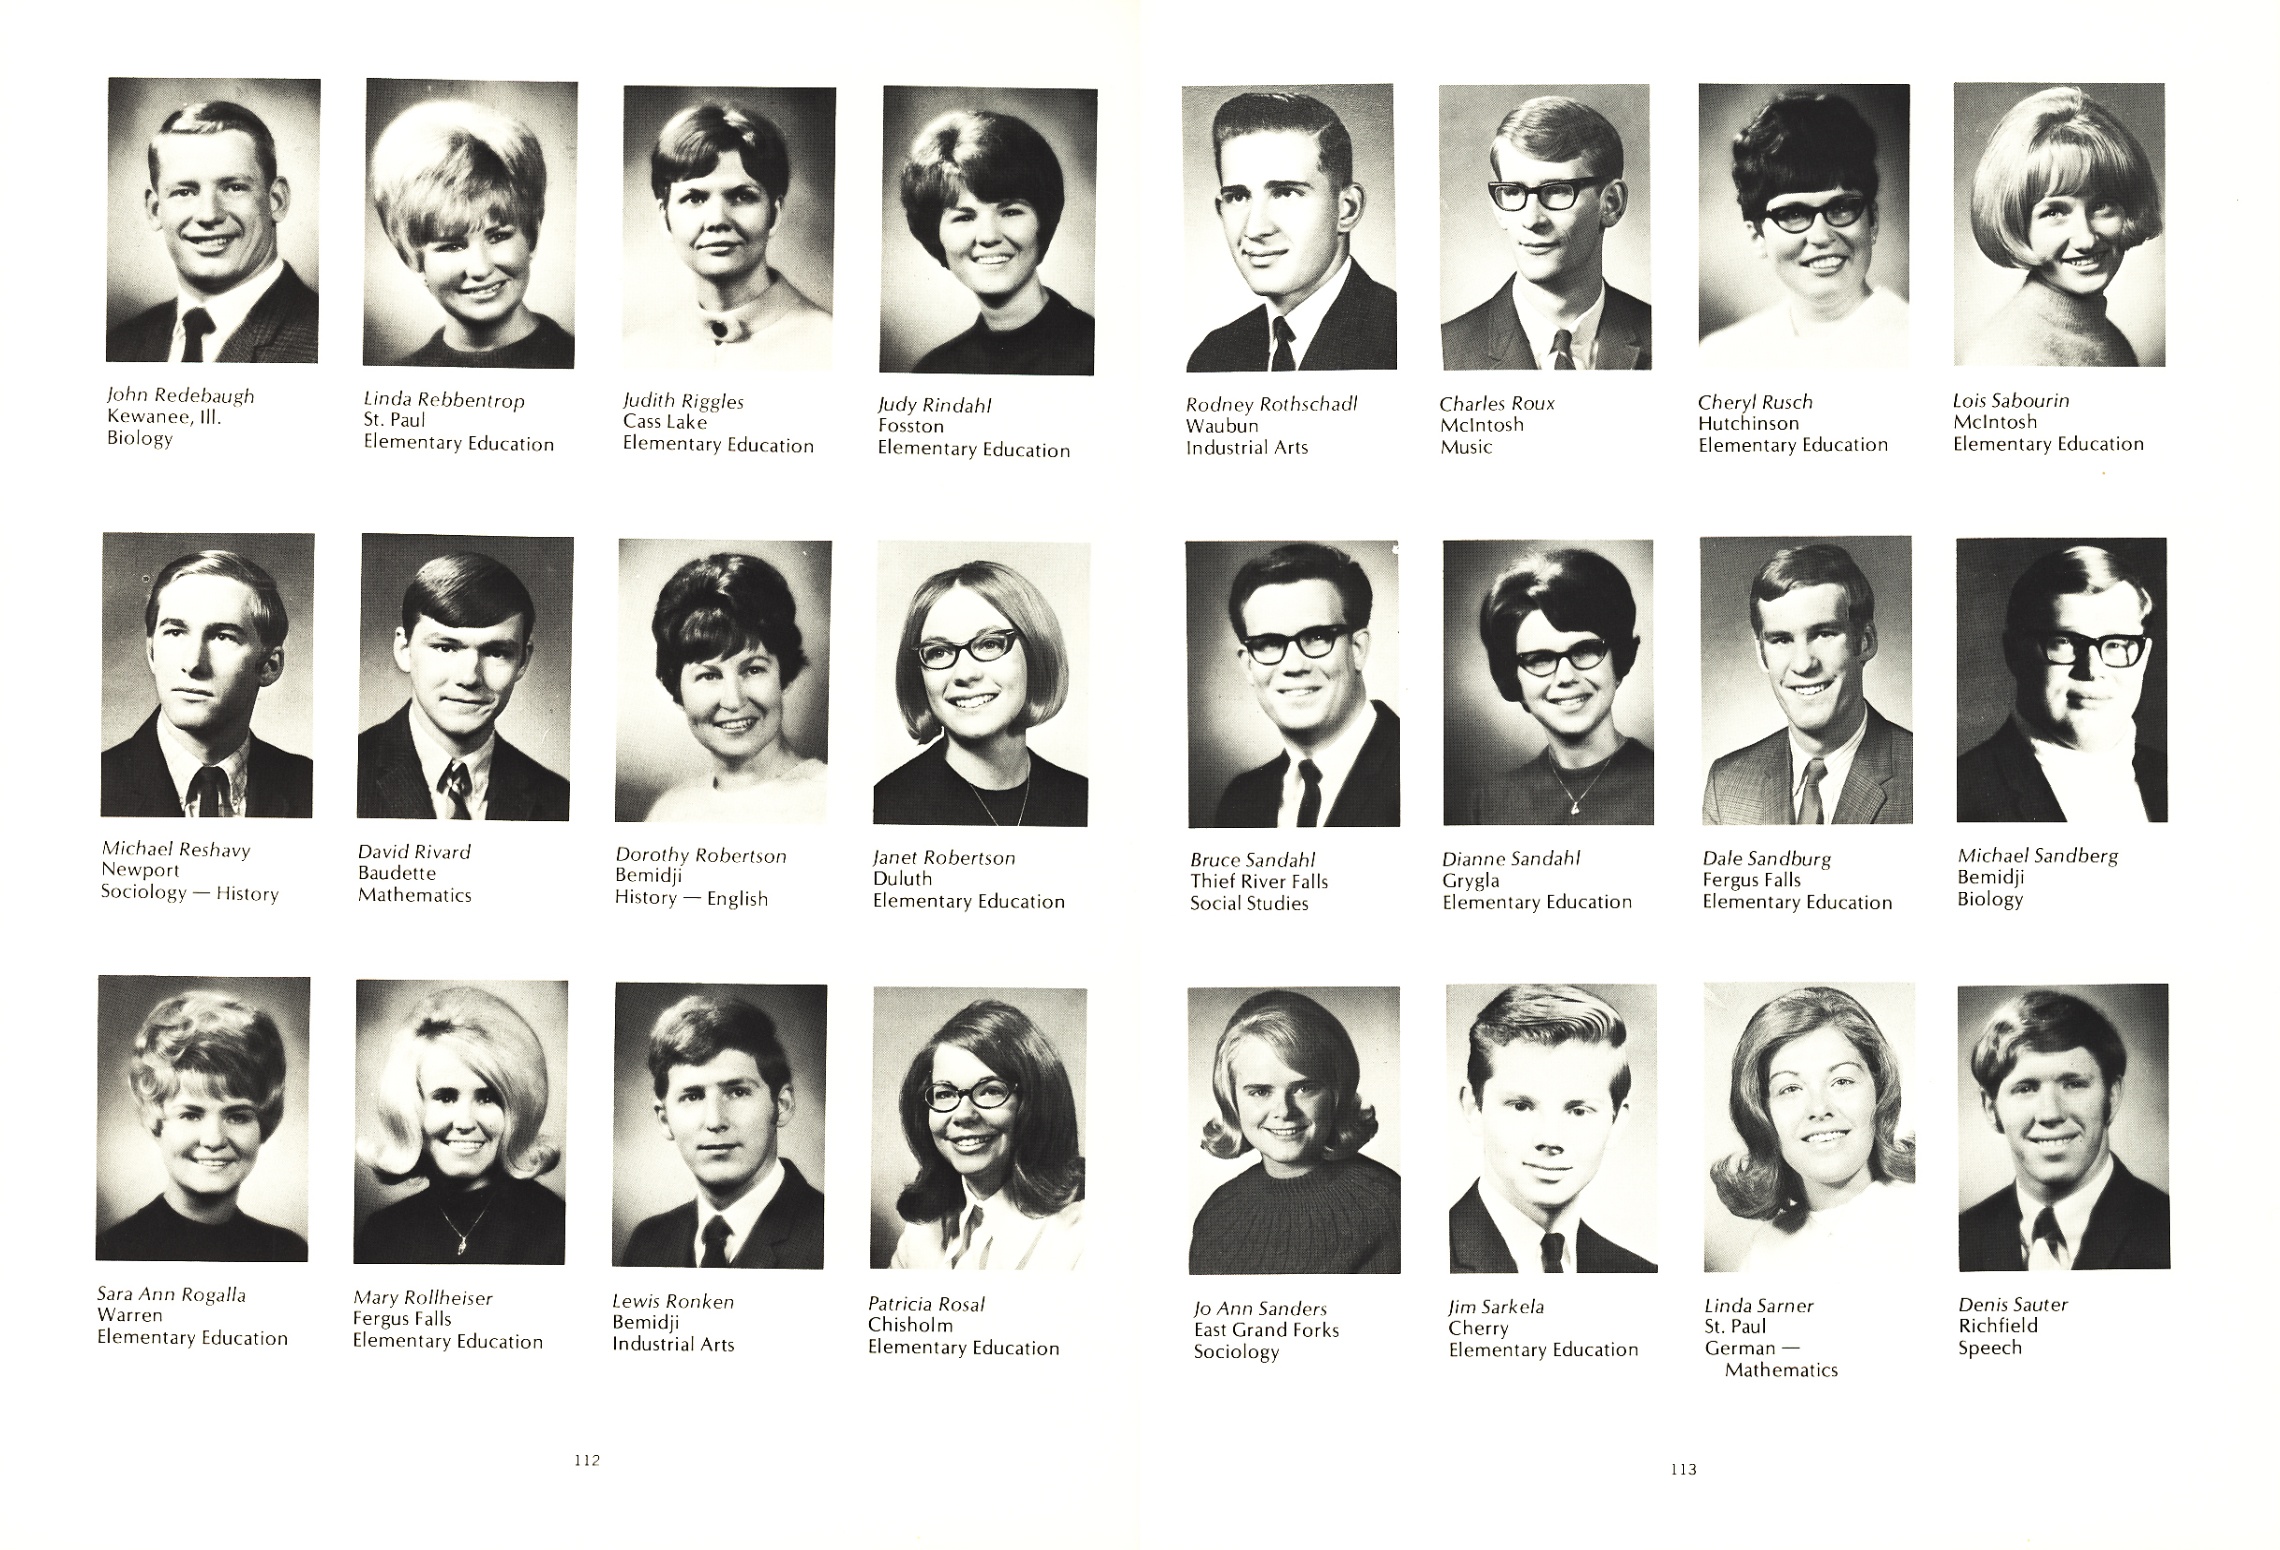 John Redebaugh
Kewanee, Ill.
Biology
Linda Rebbentrop
St. Paul
Elementary Education
Judith Riggles
Cass Lake
Elementary Education
Judy Rindahl
Fosston
Elementary Education
Michael Reshavy
Newport
Sociology — History
David Rivard
Baudette
Mathematics
Dorothy Robertson
Bemidji
History — English
Janet Robertson
Duluth
Elementary Education
Sara Ann Rogalla
Warren
Elementary Education
Mary Rollheiser
Fergus Falls
Elementary Education
Lewis Ronken
Bemidji
Industrial Arts
Patricia Rosal
Chisholm
Elementary Education
112
Rodney Rothschadl
Waubun
Industrial Arts
Charles Roux
McIntosh
Music
Cheryl Rusch
Hutchinson
Elementary Education
Lois Sabourin
McIntosh
Elementary Education
Bruce Sandahl
Thief River Falls
Social Studies
Dianne Sandahl
Grygla
Elementary Education
Dale Sandburg
Fergus Falls
Elementary Education
Michael Sandberg
Bemidji
Biology
Jo Ann Sanders
East Grand Forks
Sociology
Jim Sarkela
Cherry
Elementary Education
Linda Sarner
St. Paul
German —
Mathematics
Denis Sauter
Richfield
Speech
113